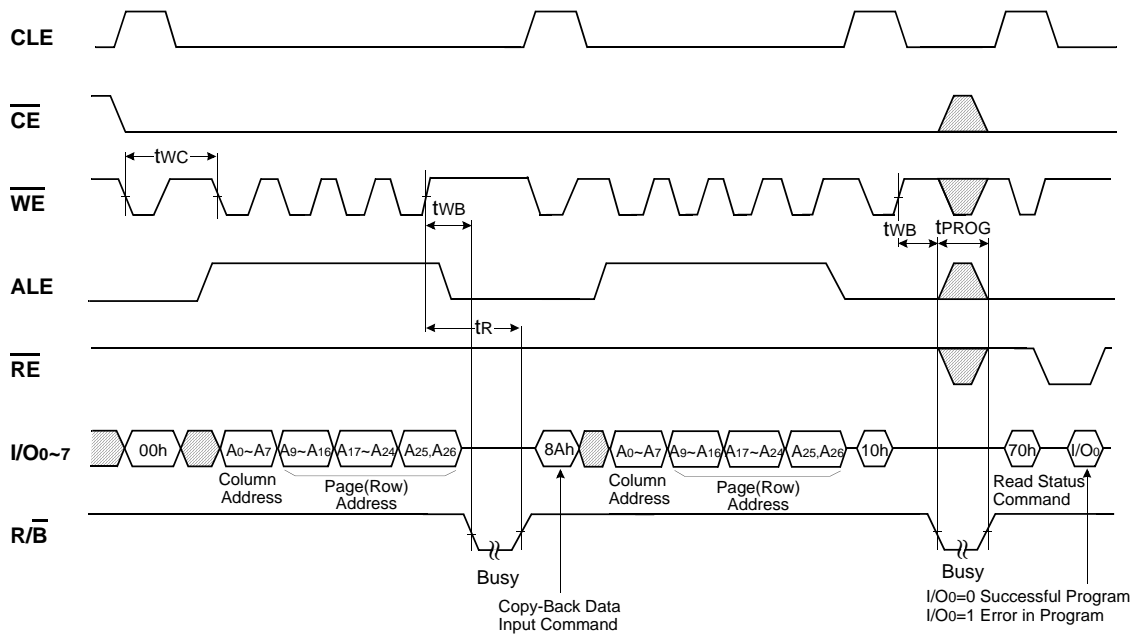 CLE
CE
tWC
WE
tWB
tWB
tPROG
ALE
tR
RE
I/O0~7
00h
A0~A7
A9~A16
A17~A24
A25,A26
8Ah
A0~A7
A9~A16
A17~A24
A25,A26
10h
70h
I/O0
Column
Address
Page(Row)
Address
Column
Address
Page(Row)
Address
Read Status
Command
R/B
Busy
Busy
Copy-Back Data
Input Command
I/O0=0 Successful Program
I/O0=1 Error in Program